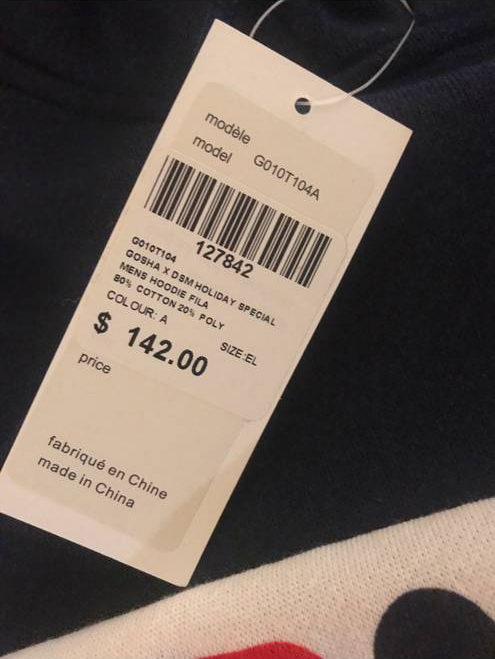 modèle
model G010T104A
127842
G010T104
GOSHA X DSM HOLIDAY SPECIAL
MENS HOODIE FILA
80% COTTON 20% POLY
COLOUR: A SIZE:EL
$ 142.00
price
fabriqué en Chine
made in China